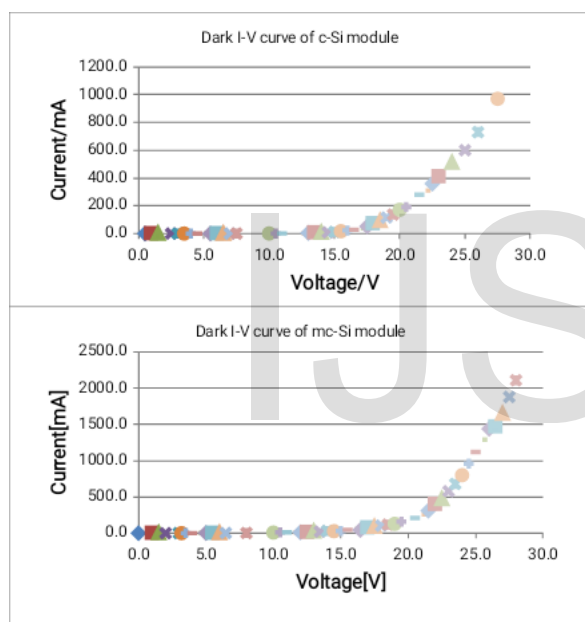 Dark I-V curve of c-Si module
1200.0
1000.0
800.0
600.0
400.0
200.0
0.0
Current/mA
0.0 5.0 10.0 15.0 20.0 25.0 30.0
Voltage/V
IJS
Dark I-V curve of mc-Si module
2500.0
2000.0
1500.0
1000.0
500.0
0.0
Current[mA]
0.0 5.0 10.0 15.0 20.0 25.0 30.0
Voltage[V]